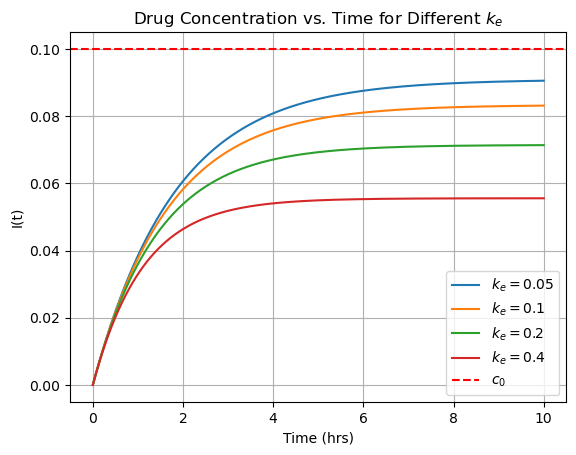 Drug Concentration vs. Time for Different $k_e$
0.10
0.08
0.06
0.04
0.02
0.00
I(t)
0
2
4
6
8
10
Time (hrs)
$k_e = 0.05$
$k_e = 0.1$
$k_e = 0.2$
$k_e = 0.4$
$c_0$